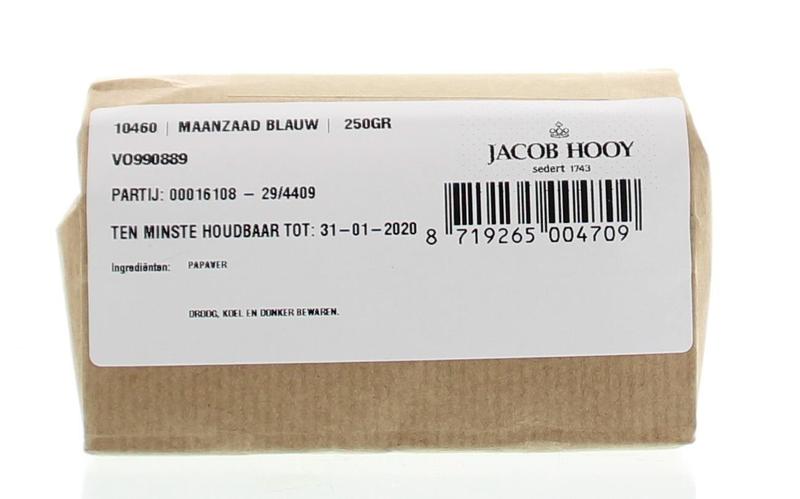 10460 | MAANZAAD BLAUW | 250GR
VO990889
PARTIJ: 00016108 – 29/4409
TEN MINSTE HOUDBAAR TOT: 31-01-2020
Ingrediënten: PAPAVER
DROOG, KOEL EN DONKER BEWAREN.
JACOB HOOY
sedert 1743
8 719265 004709